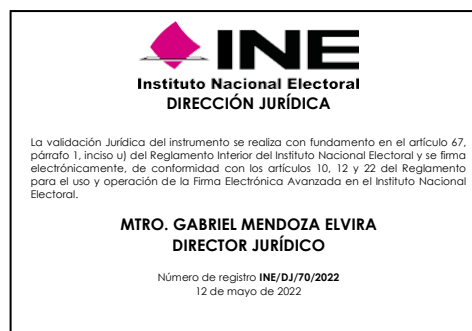 INE
Instituto Nacional Electoral
DIRECCIÓN JURÍDICA
La validación Jurídica del instrumento se realiza con fundamento en el artículo 67,
párrafo 1, inciso u) del Reglamento Interior del Instituto Nacional Electoral y se firma
electrónicamente, de conformidad con los artículos 10, 12 y 22 del Reglamento
para el uso y operación de la Firma Electrónica Avanzada en el Instituto Nacional
Electoral.
MTRO. GABRIEL MENDOZA ELVIRA
DIRECTOR JURÍDICO
Número de registro INE/DJ/70/2022
12 de mayo de 2022